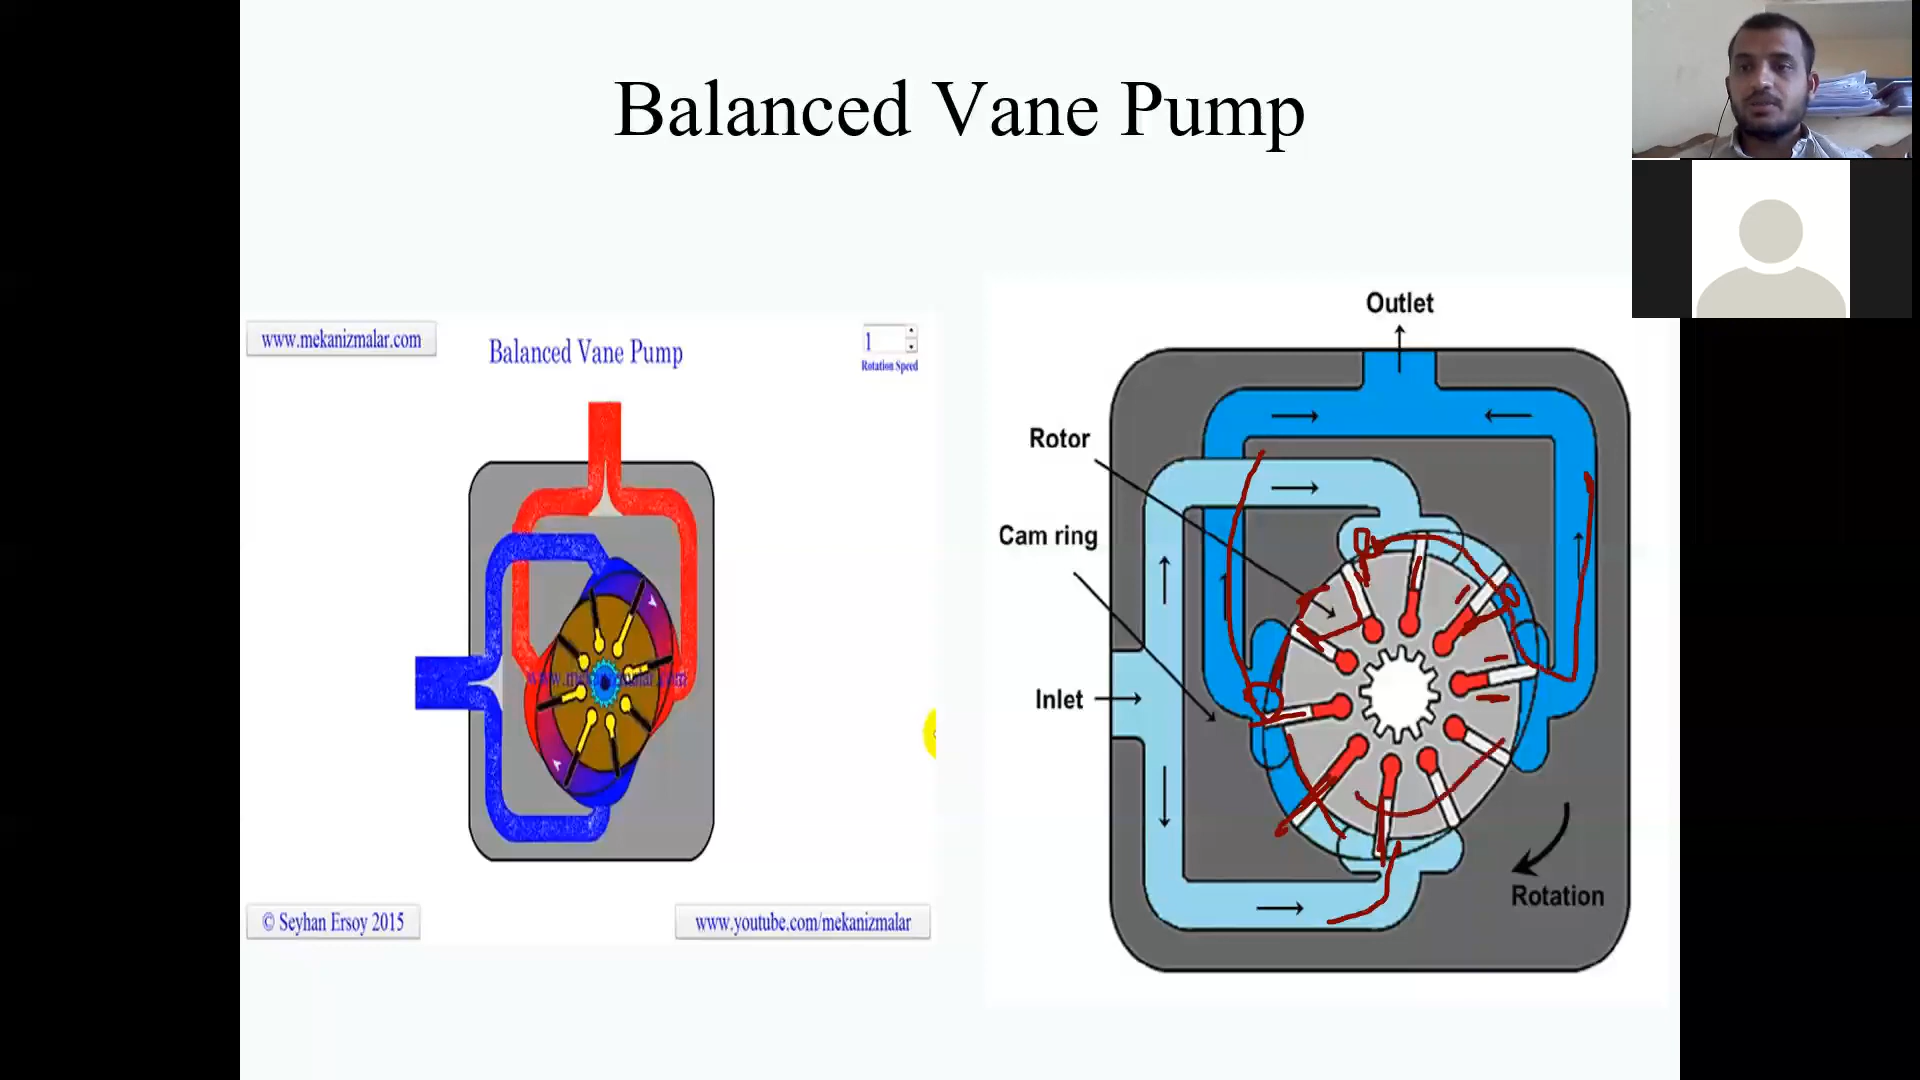 Balanced Vane Pump
www.mekanizmalar.com
Balanced Vane Pump
1
Rotation Speed
© Seyhan Ersoy 2015
www.youtube.com/mekanizmalar
Outlet
Rotor
Cam ring
Inlet
Rotation